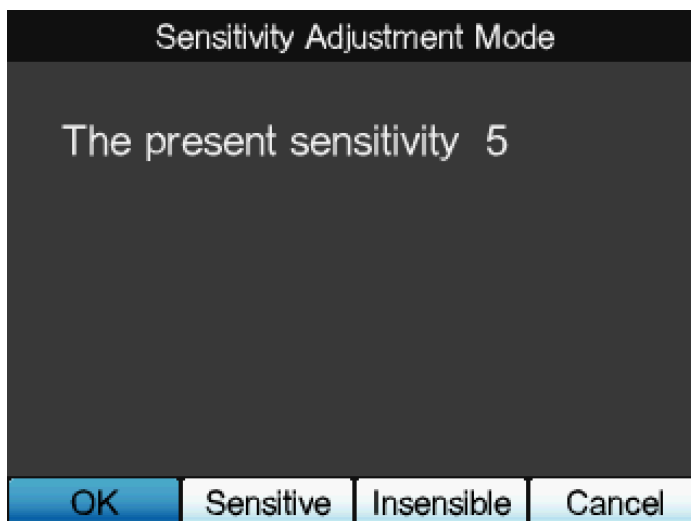 Sensitivity Adjustment Mode
The present sensitivity 5
OK Sensitive Insensible Cancel